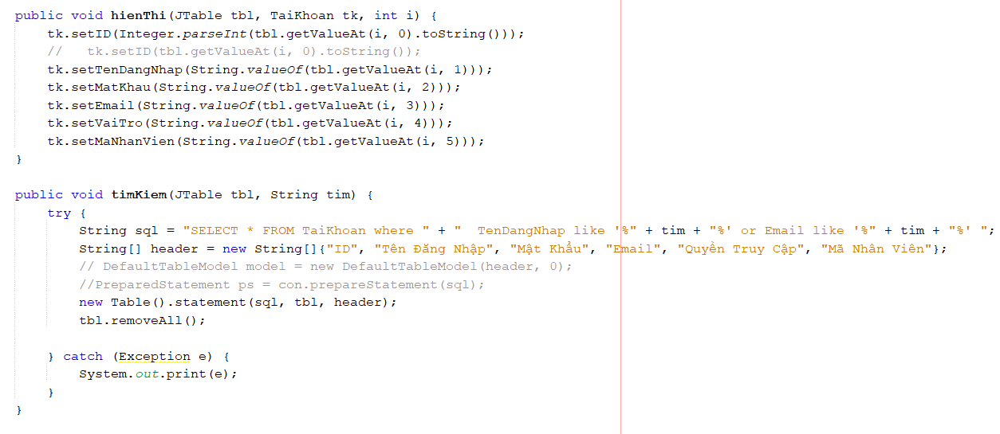 public void hienThi(JTable tbl, TaiKhoan tk, int i) {
    tk.setID(Integer.parseInt(tbl.getValueAt(i, 0).toString()));
    //   tk.setID(tbl.getValueAt(i, 0).toString());
    tk.setTenDangNhap(String.valueOf(tbl.getValueAt(i, 1)));
    tk.setMatKhau(String.valueOf(tbl.getValueAt(i, 2)));
    tk.setEmail(String.valueOf(tbl.getValueAt(i, 3)));
    tk.setVaiTro(String.valueOf(tbl.getValueAt(i, 4)));
    tk.setMaNhanVien(String.valueOf(tbl.getValueAt(i, 5)));
}
public void timKiem(JTable tbl, String tim) {
    try {
        String sql = "SELECT * FROM TaiKhoan where " + "  TenDangNhap like '%" + tim + "%' or Email like '%" + tim + "%' ";
        String[] header = new String[]{"ID", "Tên Đăng Nhập", "Mật Khẩu", "Email", "Quyền Truy Cập", "Mã Nhân Viên"};
        // DefaultTableModel model = new DefaultTableModel(header, 0);
        //PreparedStatement ps = con.prepareStatement(sql);
        new Table().statement(sql, tbl, header);
        tbl.removeAll();
    } catch (Exception e) {
        System.out.print(e);
    }
}